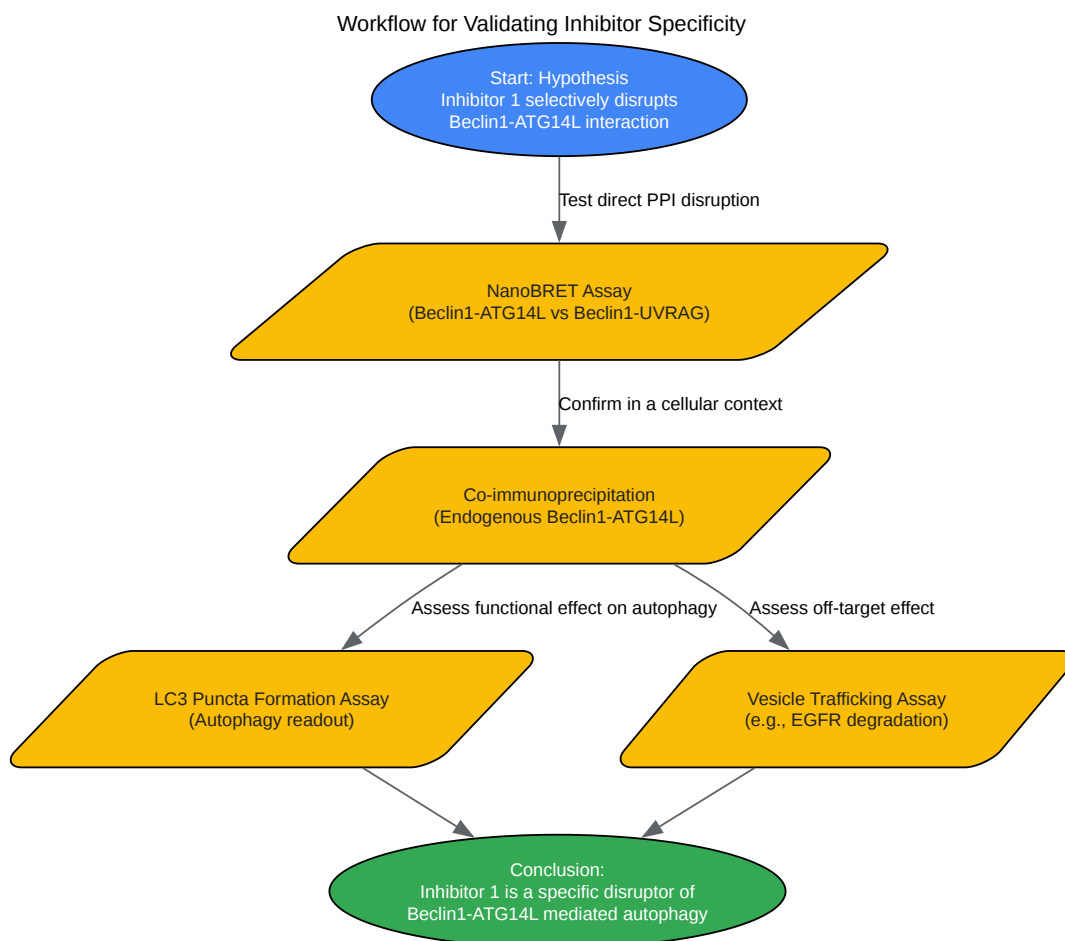 Workflow for Validating Inhibitor Specificity
Start: Hypothesis
Inhibitor 1 selectively disrupts
Beclin1-ATG14L interaction
Test direct PPI disruption
NanoBRET Assay
(Beclin1-ATG14L vs Beclin1-UVRAG)
Confirm in a cellular context
Co-immunoprecipitation
(Endogenous Beclin1-ATG14L)
Assess functional effect on autophagy
Assess off-target effect
LC3 Puncta Formation Assay
(Autophagy readout)
Vesicle Trafficking Assay
(e.g., EGFR degradation)
Conclusion:
Inhibitor 1 is a specific disruptor of
Beclin1-ATG14L mediated autophagy